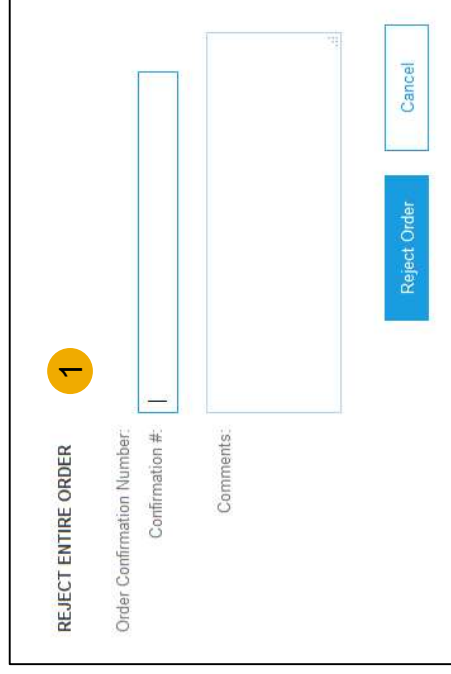 REJECT ENTIRE ORDER 1
Order Confirmation Number:
Confirmation #:
Comments:
Reject Order Cancel